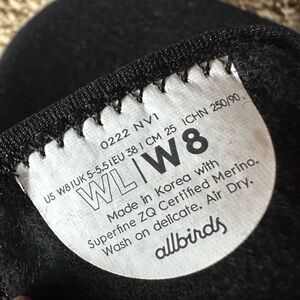 0222 NV1
US W8|UK 5-5.5|EU 38|CM 25 ICHN 250/90
WL|W8
Made in Korea with
Superfine ZQ Certified Merino.
Wash on delicate. Air Dry.
allbirds